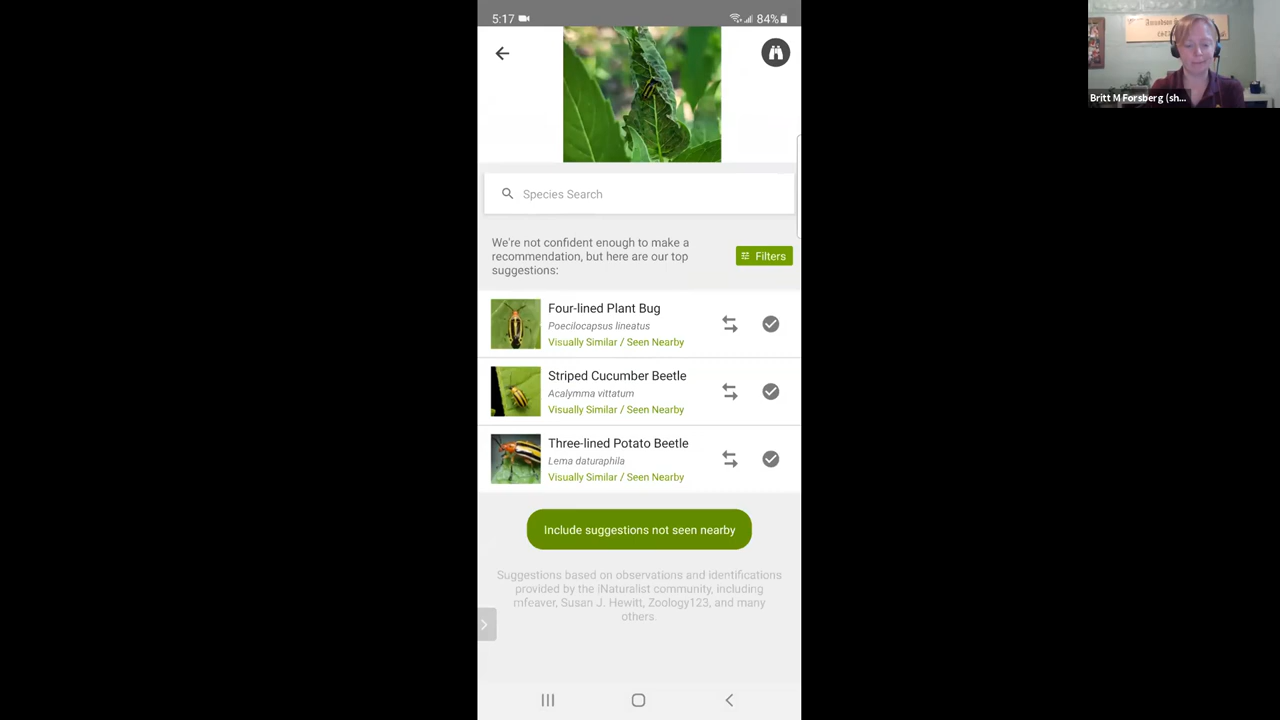 5:17
84%
Species Search
We're not confident enough to make a
recommendation, but here are our top
suggestions:
Filters
Four-lined Plant Bug
Poecilocapsus lineatus
Visually Similar / Seen Nearby
Striped Cucumber Beetle
Acalymma vittatum
Visually Similar / Seen Nearby
Three-lined Potato Beetle
Lema daturaphila
Visually Similar / Seen Nearby
Include suggestions not seen nearby
Suggestions based on observations and identifications
provided by the iNaturalist community, including
mfeaver, Susan J. Hewitt, Zoology123, and many
others
Britt M Forsberg (sh...